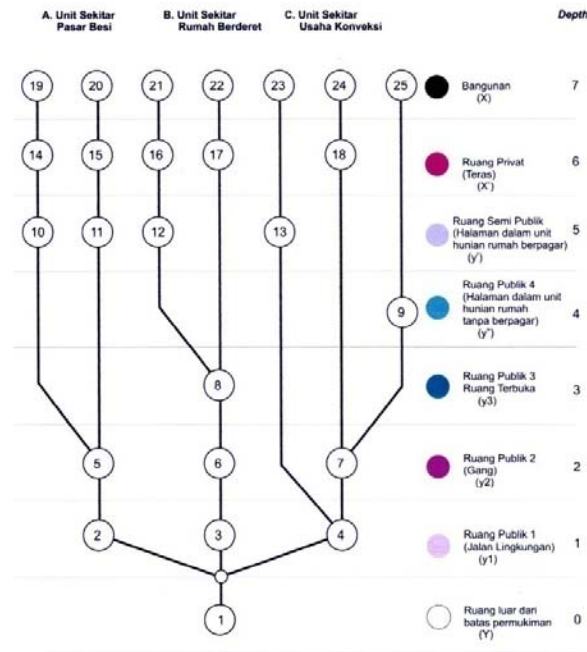 A. Unit Sekitar
Pasar Besi
B. Unit Sekitar
Rumah Berderet
C. Unit Sekitar
Usaha Konveksi
Depth
19 20 21 22 23 24 25
Bangunan
(X)
7
14 15 16 17 18
Ruang Privat
(Teras)
(X')
6
10 11 12 13
Ruang Semi Publik
(Halaman dalam unit
hunian rumah berpagar)
(y')
5
9
Ruang Publik 4
(Halaman dalam unit
hunian rumah
tanpa berpagar)
(y")
4
8
Ruang Publik 3
Ruang Terbuka
(y3)
3
5 6 7
Ruang Publik 2
(Gang)
(y2)
2
2 3 4
Ruang Publik 1
(Jalan Lingkungan)
(y1)
1
1
Ruang luar dari
batas permukiman
(Y)
0